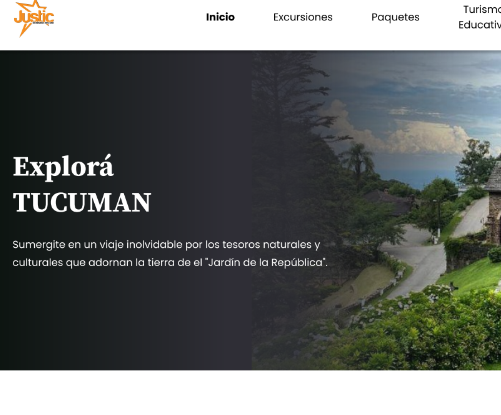 Justic
Inicio
Excursiones
Paquetes
Turismo
Educativ
Explorá
TUCUMAN
Sumergite en un viaje inolvidable por los tesoros naturales y
culturales que adornan la tierra de el "Jardín de la República".